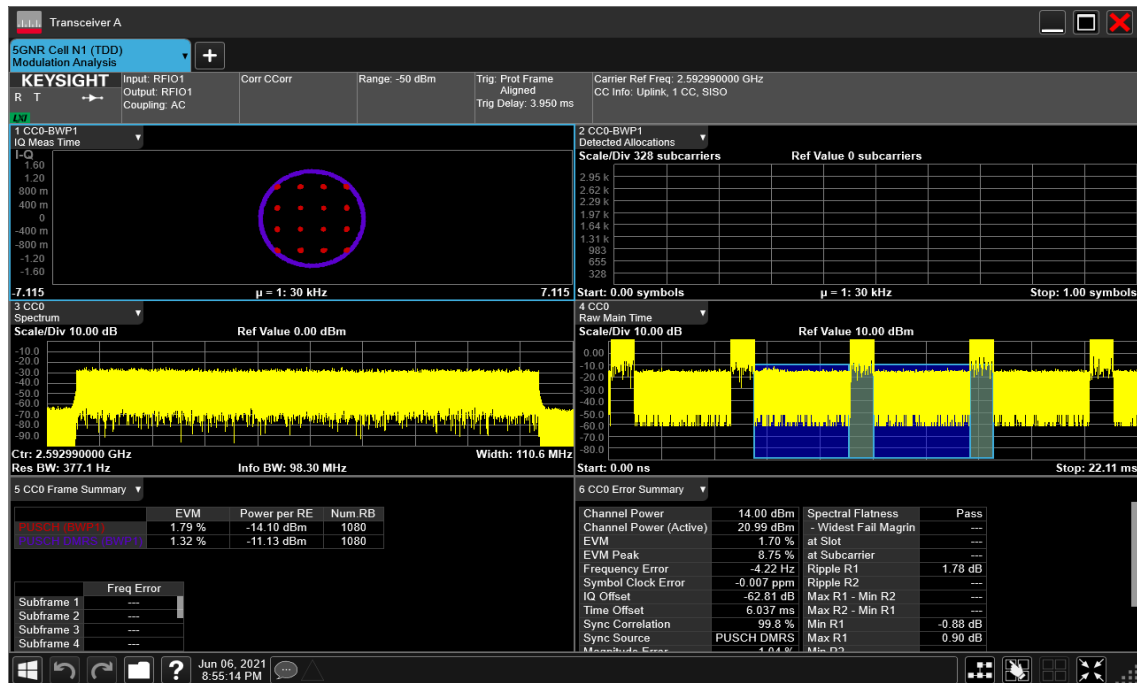 Transceiver A
5GNR Cell N1 (TDD)
Modulation Analysis
KEYSIGHT
R T
LXI
Input: RFIO1
Output: RFIO1
Coupling: AC
Corr CCorr
Range: -50 dBm
Trig: Prot Frame
Aligned
Trig Delay: 3.950 ms
Carrier Ref Freq: 2.592990000 GHz
CC Info: Uplink, 1 CC, SISO
1 CC0-BWP1
IQ Meas Time
I-Q
1.60
1.20
800 m
400 m
0
-400 m
-800 m
-1.20
-1.60
-7.115 μ = 1: 30 kHz 7.115
2 CC0-BWP1
Detected Allocations
Scale/Div 328 subcarriers Ref Value 0 subcarriers
2.95 k
2.62 k
2.29 k
1.97 k
1.64 k
1.31 k
983
655
328
Start: 0.00 symbols μ = 1: 30 kHz Stop: 1.00 symbols
3 CC0
Spectrum
Scale/Div 10.00 dB Ref Value 0.00 dBm
-10.0
-20.0
-30.0
-40.0
-50.0
-60.0
-70.0
-80.0
-90.0
Ctr: 2.592990000 GHz Width: 110.6 MHz
Res BW: 377.1 Hz Info BW: 98.30 MHz
4 CC0
Raw Main Time
Scale/Div 10.00 dB Ref Value 10.00 dBm
0.00
-10.0
-20.0
-30.0
-40.0
-50.0
-60.0
-70.0
-80.0
Start: 0.00 ns Stop: 22.11 ms
5 CC0 Frame Summary
EVM Power per RE Num.RB
PUSCH (BWP1) 1.79 % -14.10 dBm 1080
PUSCH DMRS (BWP1) 1.32 % -11.13 dBm 1080
Freq Error
Subframe 1 ---
Subframe 2 ---
Subframe 3 ---
Subframe 4 ---
6 CC0 Error Summary
Channel Power 14.00 dBm Spectral Flatness Pass
Channel Power (Active) 20.99 dBm - Widest Fail Magrin ---
EVM 1.70 % at Slot ---
EVM Peak 8.75 % at Subcarrier ---
Frequency Error -4.22 Hz Ripple R1 1.78 dB
Symbol Clock Error -0.007 ppm Ripple R2 ---
IQ Offset -62.81 dB Max R1 - Min R2 ---
Time Offset 6.037 ms Max R2 - Min R1 ---
Sync Correlation 99.8 % Min R1 -0.88 dB
Sync Source PUSCH DMRS Max R1 0.90 dB
Magnitude Error 1.04 % Min R2 ---
Jun 06, 2021
8:55:14 PM